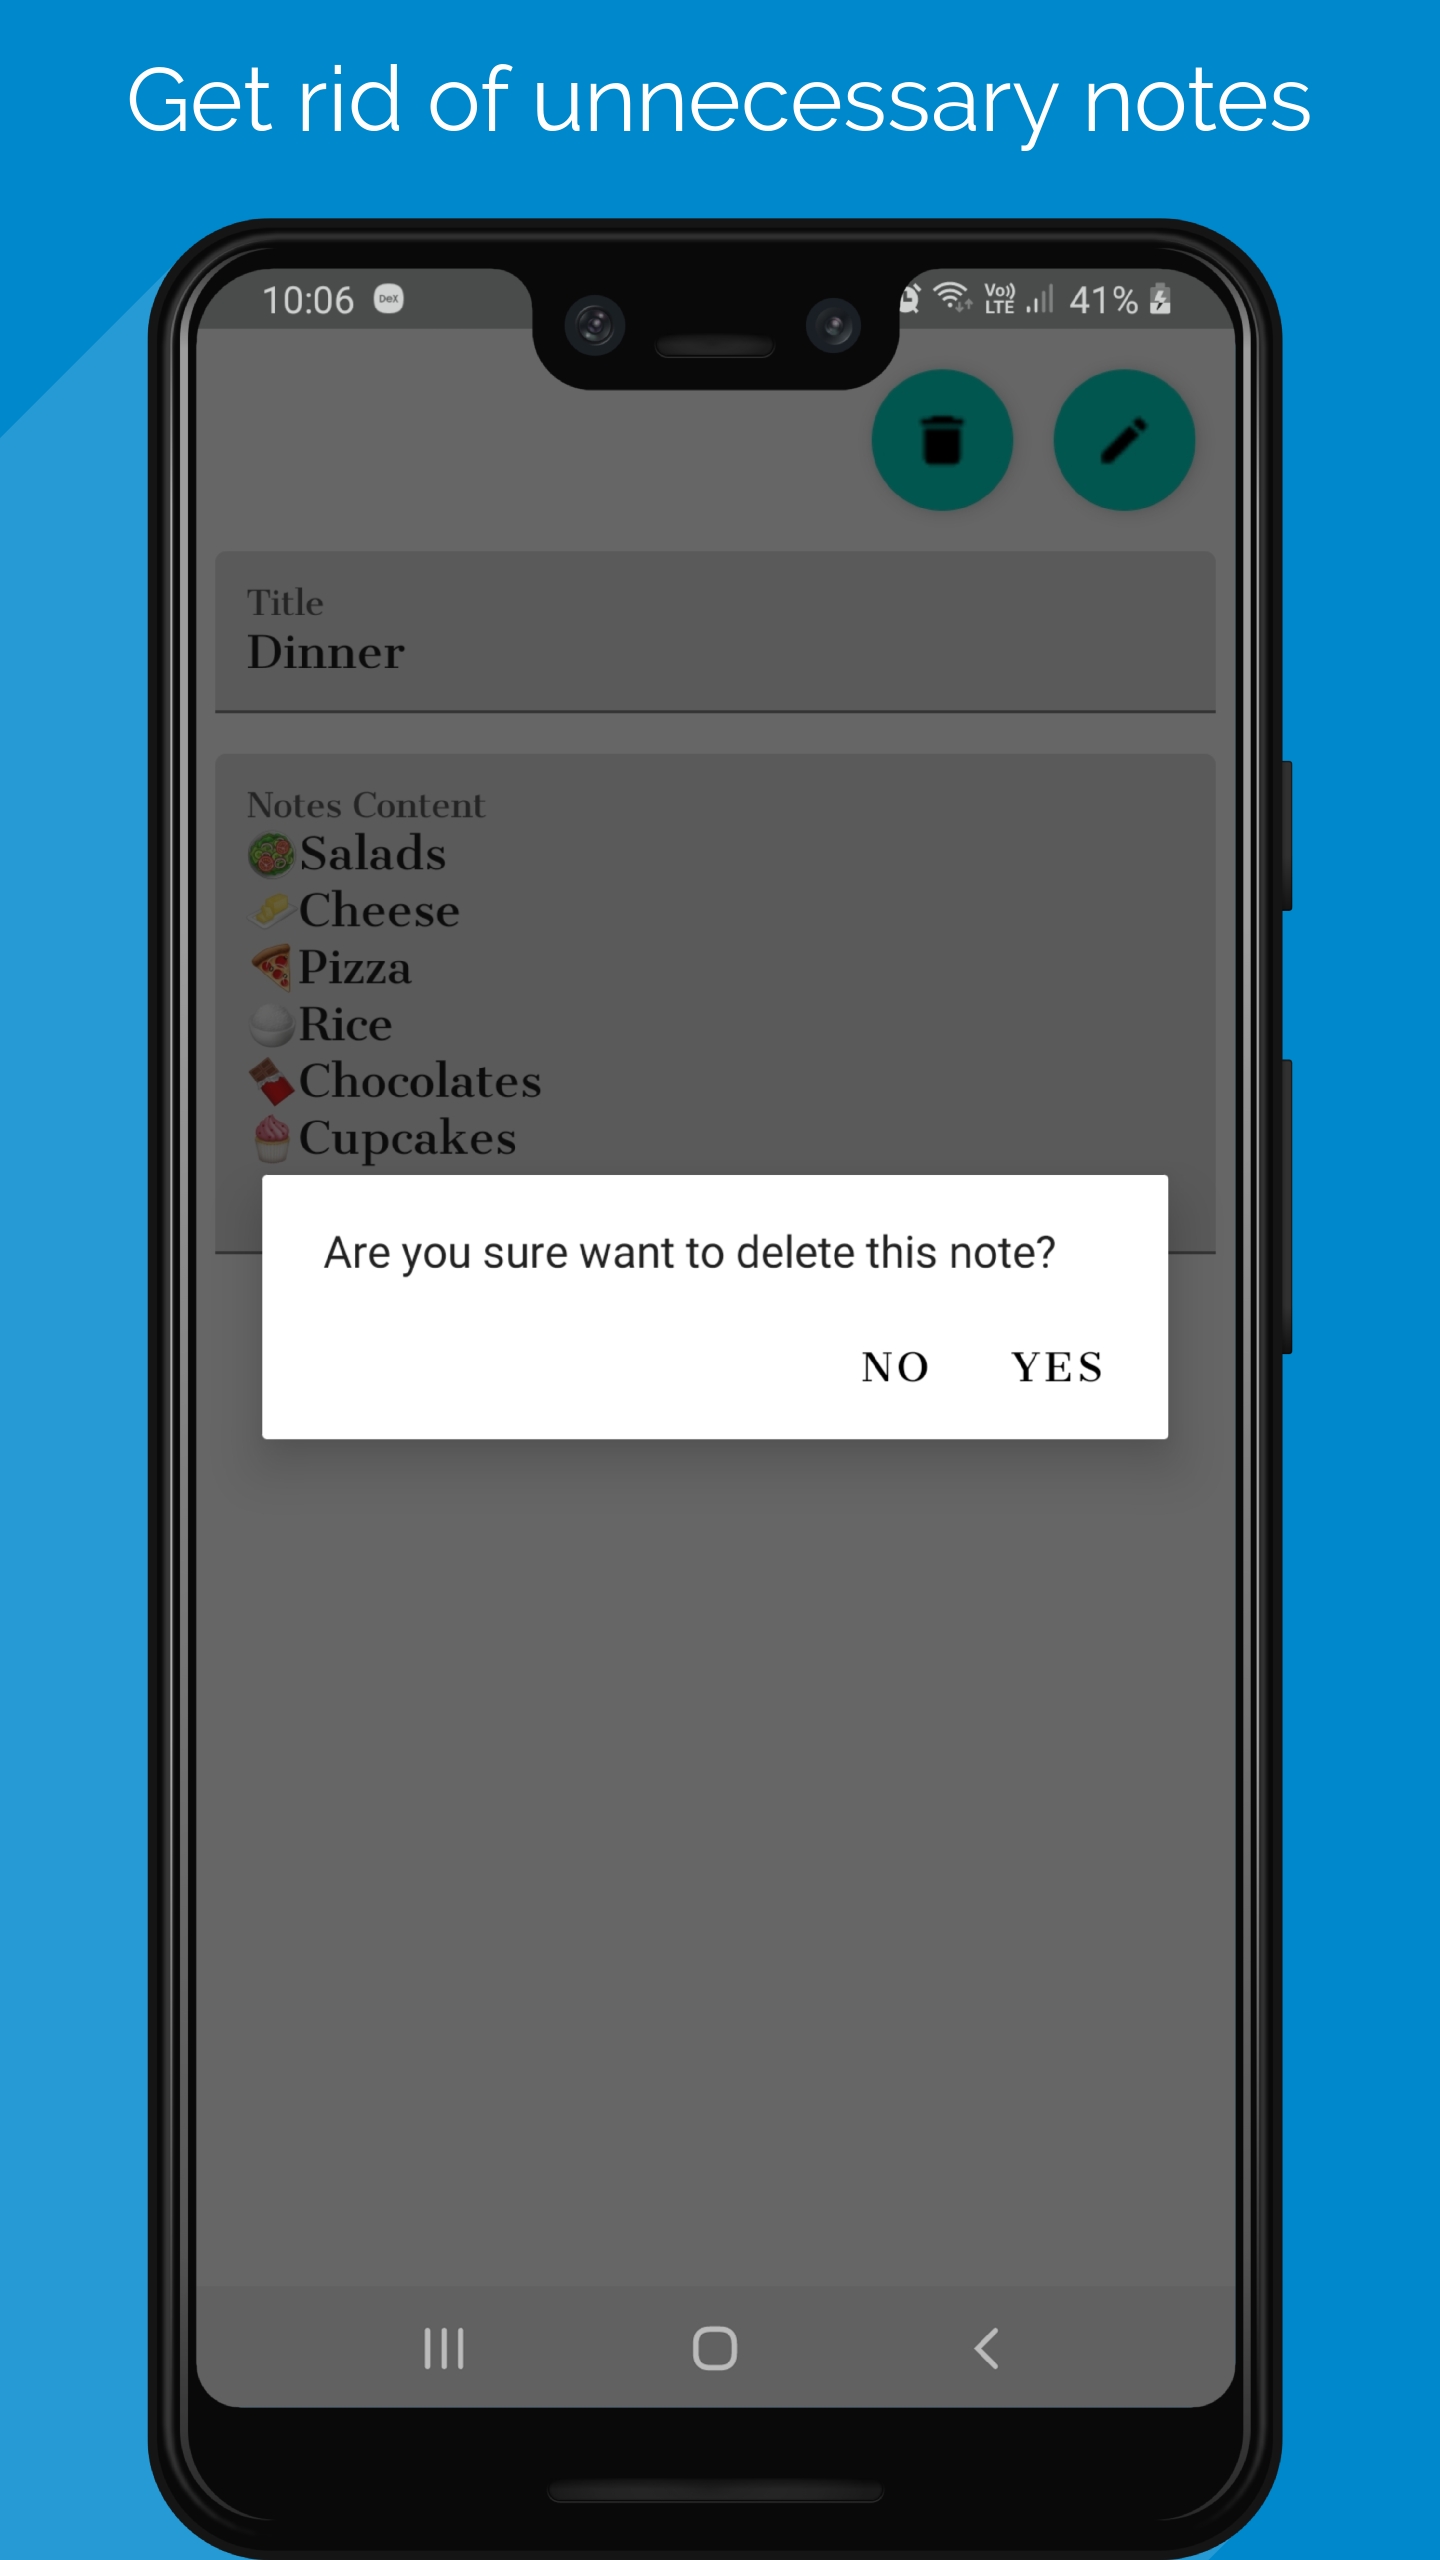 Get rid of unnecessary notes
10:06 DeX Vo)) LTE 41%
Title
Dinner
Notes Content
🥗Salads
🧈Cheese
🍕Pizza
🍚Rice
🍫Chocolates
🧁Cupcakes
Are you sure want to delete this note?
NO YES